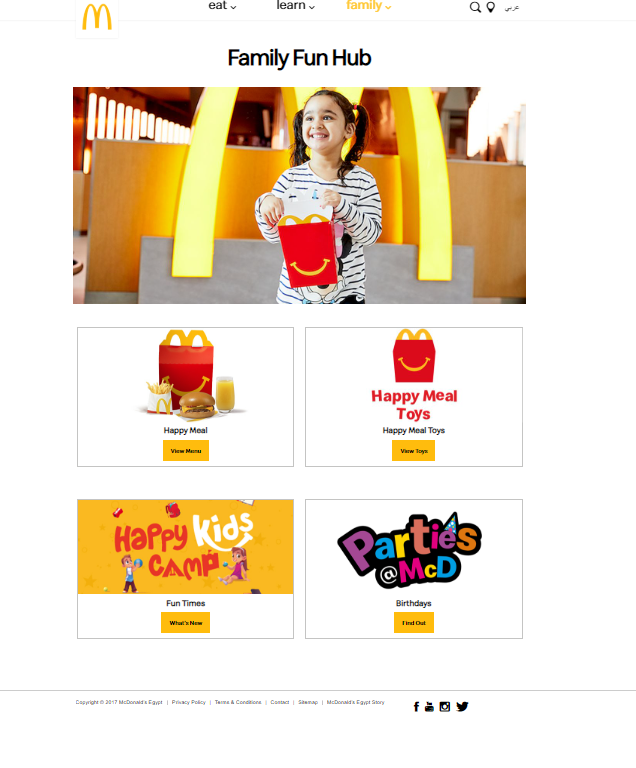 eat
learn
family
عربي
Family Fun Hub
Happy Meal
Toys
Happy Meal
View Menu
Happy Meal Toys
View Toys
Happy Kids
Camp
Parties
@McD
Fun Times
What's New
Birthdays
Find Out
Copyright © 2017 McDonald's Egypt | Privacy Policy | Terms & Conditions | Contact | Sitemap | McDonald's Egypt Story